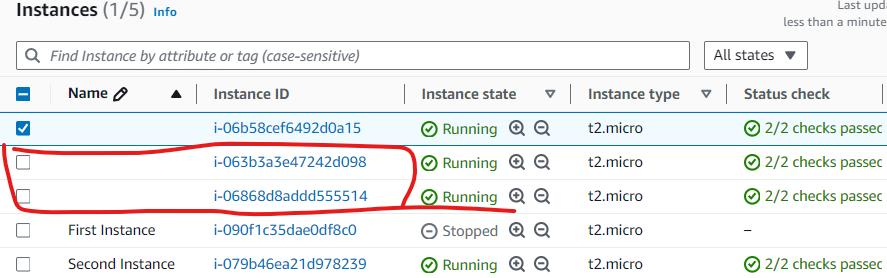 Instances (1/5) Info
Last upda
less than a minute
Find Instance by attribute or tag (case-sensitive)
All states
Name Instance ID Instance state Instance type Status check
i-06b58cef6492d0a15 Running t2.micro 2/2 checks passec
i-063b3a3e47242d098 Running t2.micro 2/2 checks passec
i-06868d8addd555514 Running t2.micro 2/2 checks passec
First Instance i-090f1c35dae0df8c0 Stopped t2.micro –
Second Instance i-079b46ea21d978239 Running t2.micro 2/2 checks passec